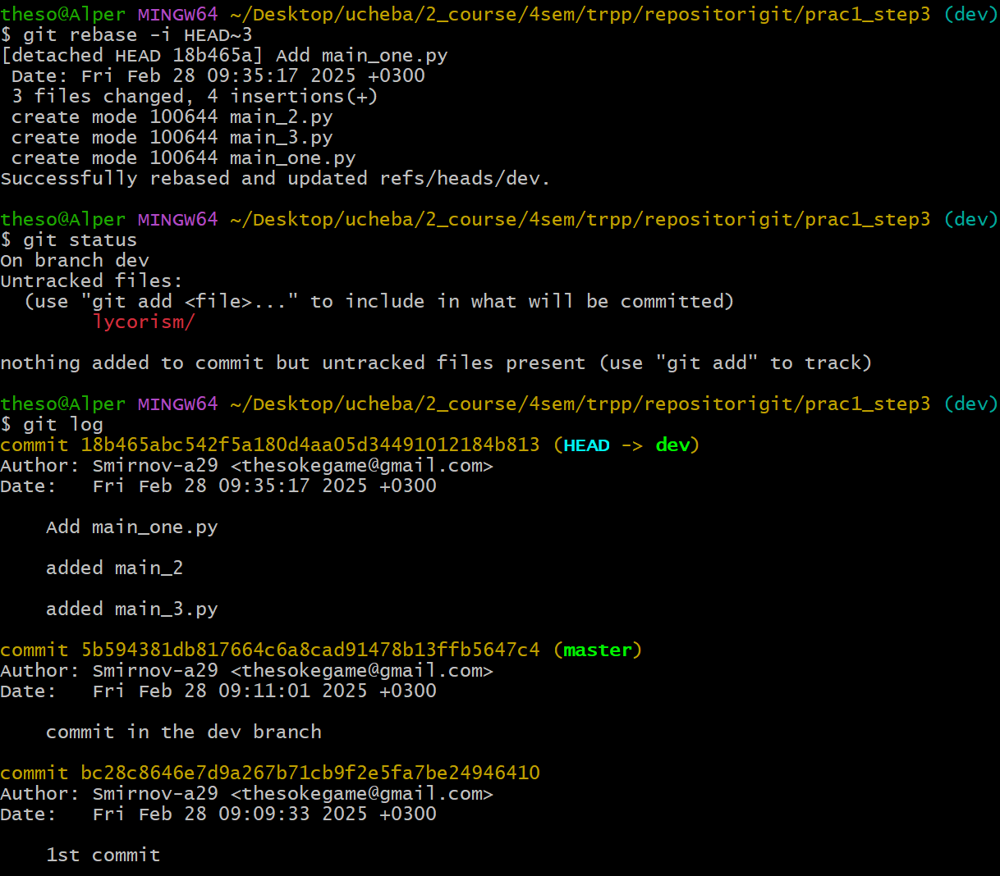 theso@Alper MINGW64 ~/Desktop/ucheba/2_course/4sem/trpp/repositorigit/prac1_step3 (dev)
$ git rebase -i HEAD~3
[detached HEAD 18b465a] Add main_one.py
 Date: Fri Feb 28 09:35:17 2025 +0300
 3 files changed, 4 insertions(+)
 create mode 100644 main_2.py
 create mode 100644 main_3.py
 create mode 100644 main_one.py
Successfully rebased and updated refs/heads/dev.

theso@Alper MINGW64 ~/Desktop/ucheba/2_course/4sem/trpp/repositorigit/prac1_step3 (dev)
$ git status
On branch dev
Untracked files:
  (use "git add <file>..." to include in what will be committed)
        lycorism/

nothing added to commit but untracked files present (use "git add" to track)

theso@Alper MINGW64 ~/Desktop/ucheba/2_course/4sem/trpp/repositorigit/prac1_step3 (dev)
$ git log
commit 18b465abc542f5a180d4aa05d34491012184b813 (HEAD -> dev)
Author: Smirnov-a29 <thesokegame@gmail.com>
Date:   Fri Feb 28 09:35:17 2025 +0300

    Add main_one.py

    added main_2

    added main_3.py

commit 5b594381db817664c6a8cad91478b13ffb5647c4 (master)
Author: Smirnov-a29 <thesokegame@gmail.com>
Date:   Fri Feb 28 09:11:01 2025 +0300

    commit in the dev branch

commit bc28c8646e7d9a267b71cb9f2e5fa7be24946410
Author: Smirnov-a29 <thesokegame@gmail.com>
Date:   Fri Feb 28 09:09:33 2025 +0300

    1st commit